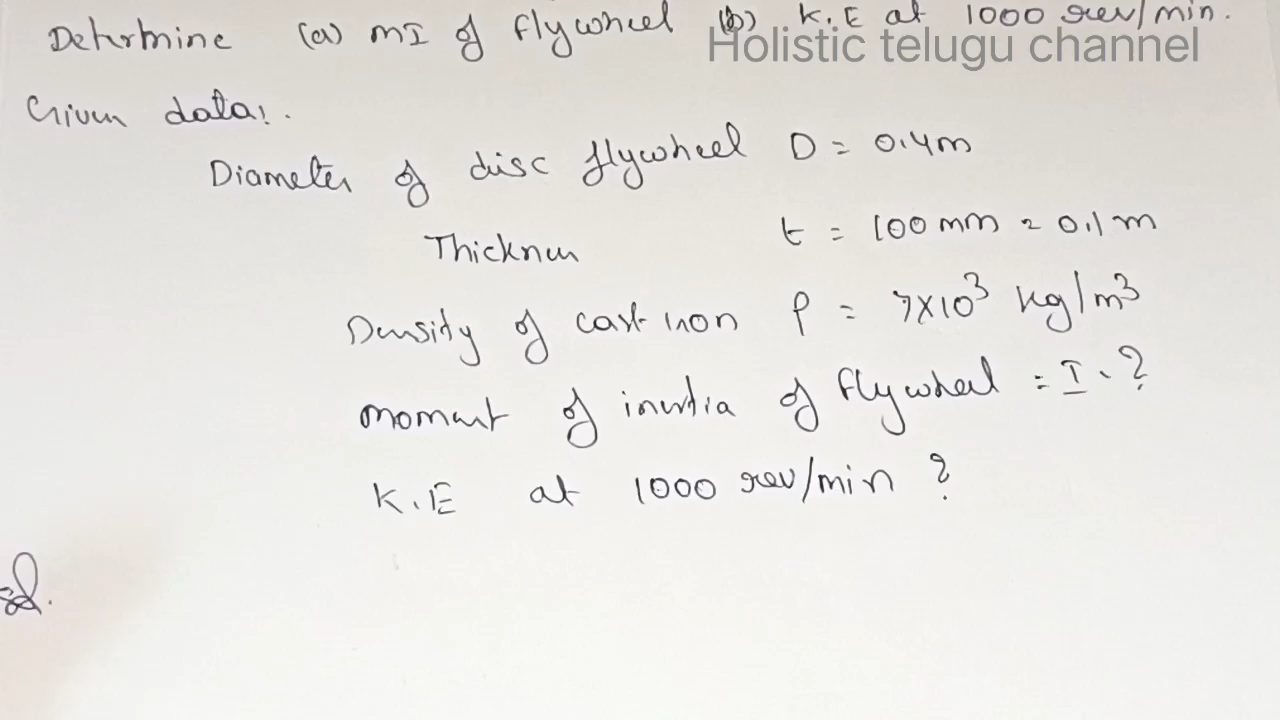 Determine (a) MI of flywheel (b) K.E at 1000 rev/min.
Holistic telugu channel
Given data:.
Diameter of disc flywheel D = 0.4m
Thickness t = 100 mm = 0.1 m
Density of cast iron ρ = 7×10³ kg/m³
Moment of inertia of flywheel = I.?
K.E at 1000 rev/min ?
sol.